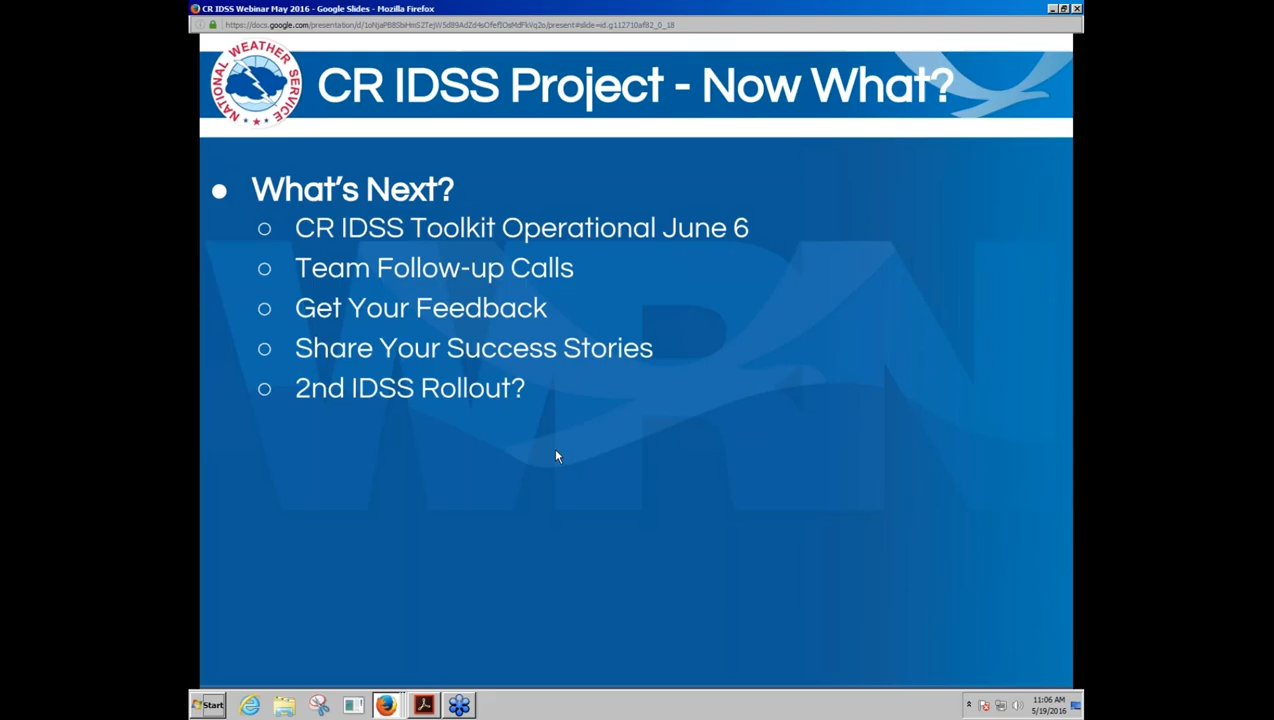 CR IDSS Webinar May 2016 - Google Slides - Mozilla Firefox
NATIONAL WEATHER SERVICE
CR IDSS Project - Now What?
● What's Next?
○ CR IDSS Toolkit Operational June 6
○ Team Follow-up Calls
○ Get Your Feedback
○ Share Your Success Stories
○ 2nd IDSS Rollout?
WRN
Start
11:06 AM
5/19/2016